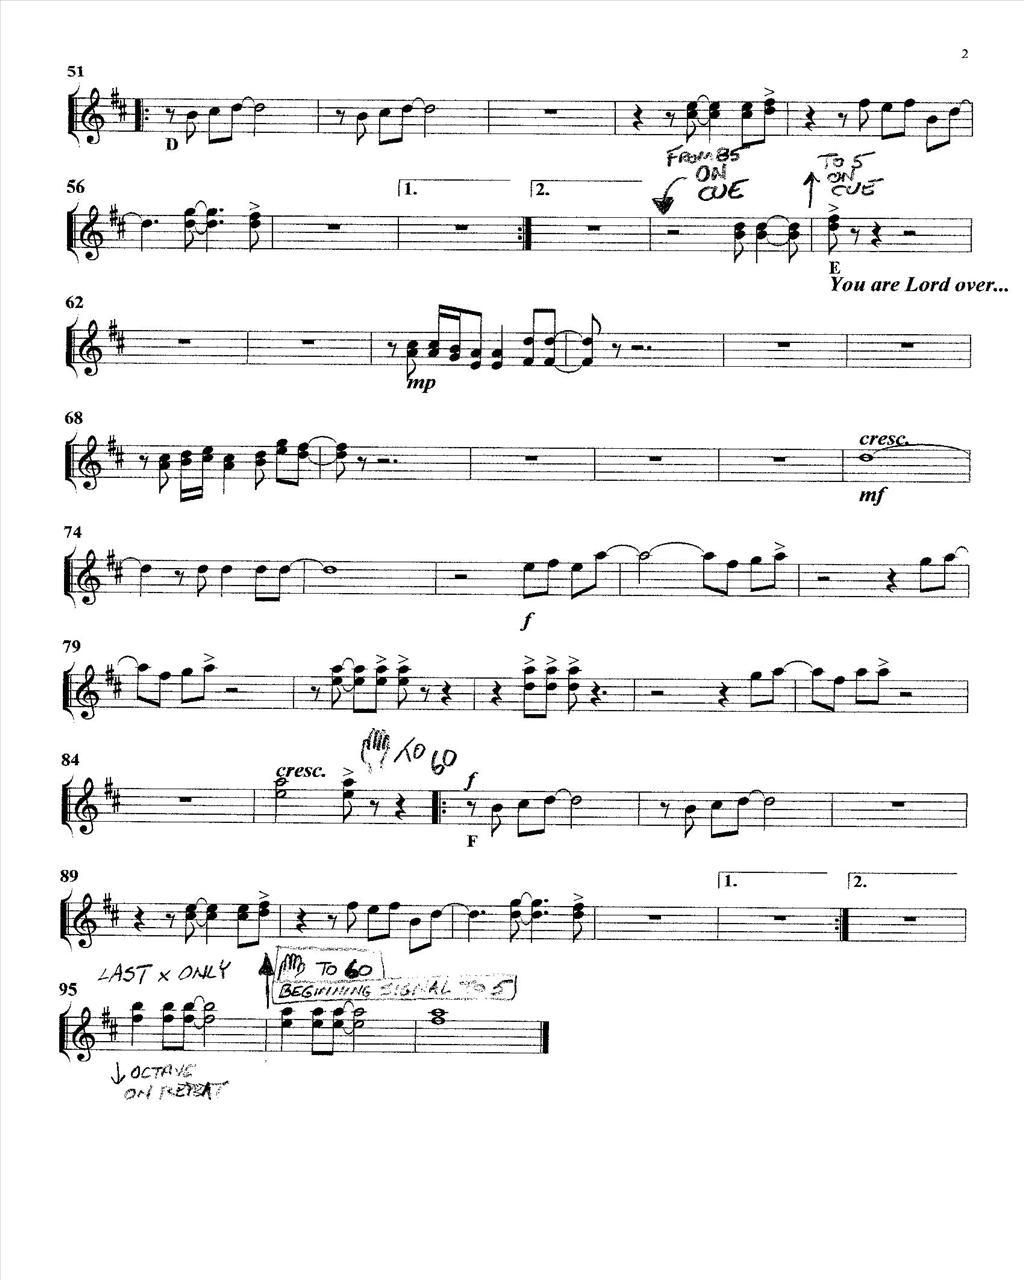 2
51
D
FROM 85
ON
CUE
TO 5
ON
CUE
56
1.
2.
E
You are Lord over...
62
mp
68
cresc.
mf
74
f
79
84
cresc.
TO 60
f
F
89
1.
2.
LAST x ONLY
TO 60
BEGINNING SIGNAL TO 5
95
↓ OCTAVE
ON REPEAT